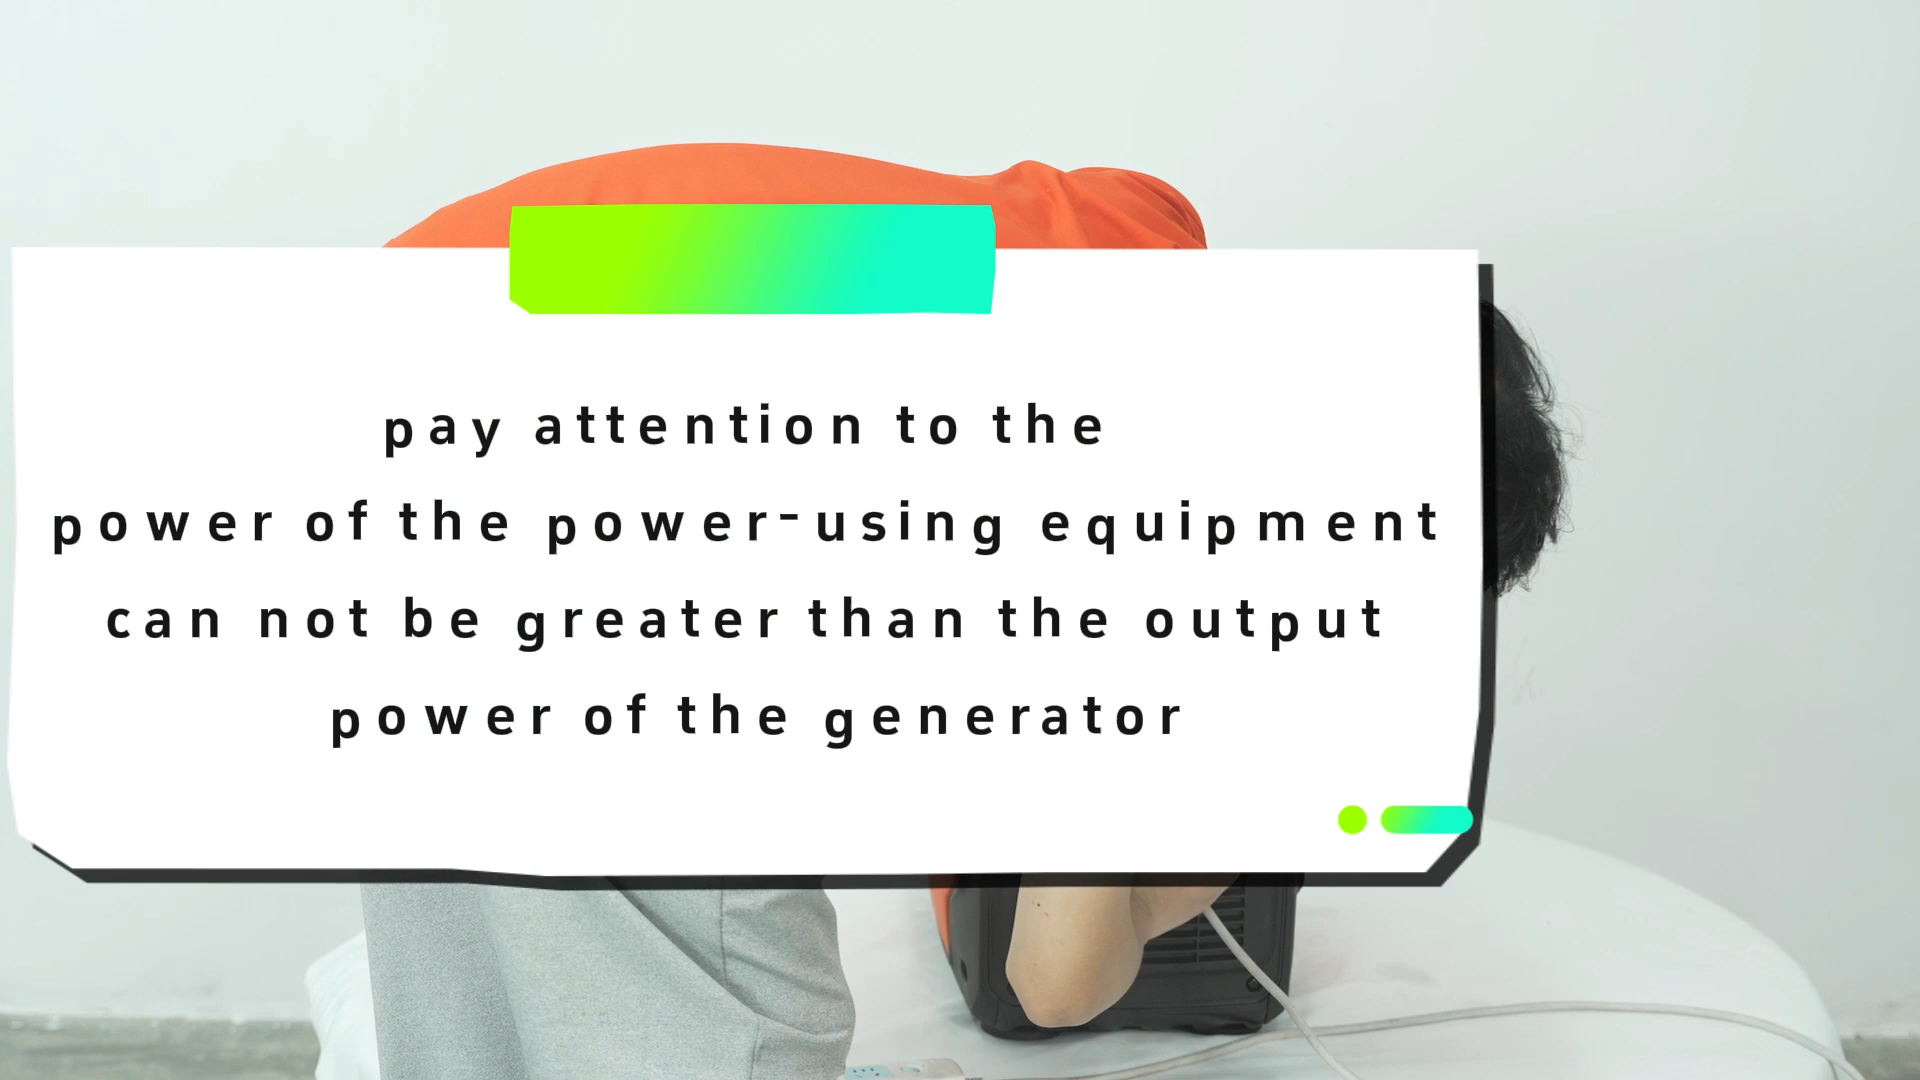 pay attention to the
power of the power-using equipment
can not be greater than the output
power of the generator